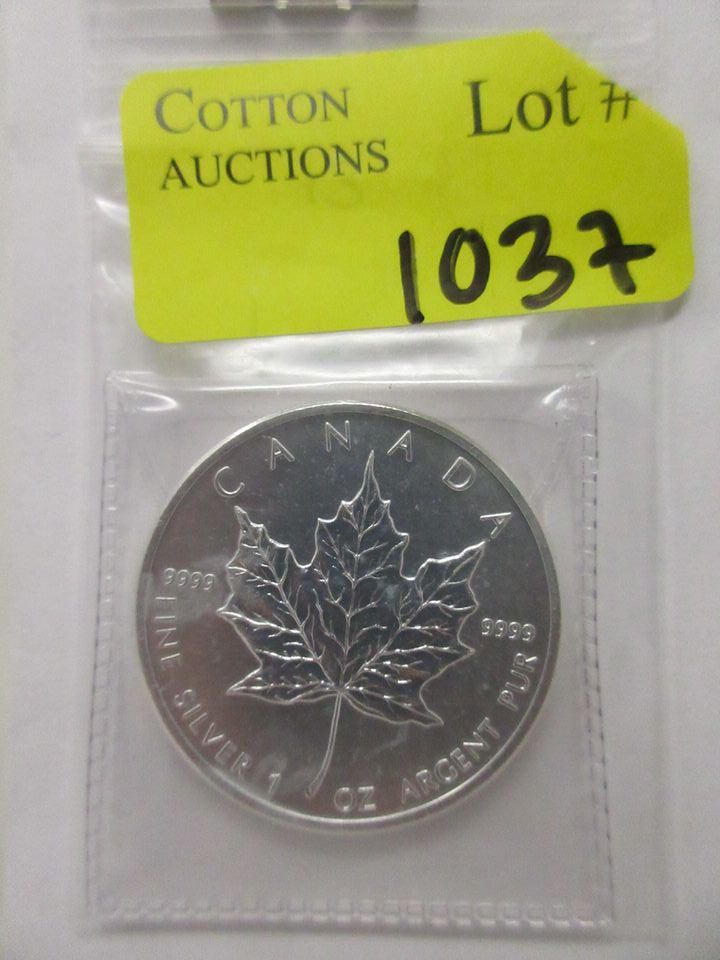 COTTON
AUCTIONS
Lot #
1037
CANADA
9999
9999
FINE SILVER 1 OZ ARGENT PUR